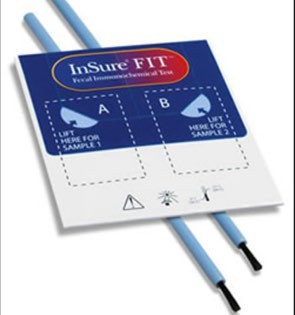 InSure® FIT™
Fecal Immunochemical Test
A
B
LIFT
HERE FOR
SAMPLE 1
LIFT
HERE FOR
SAMPLE 2